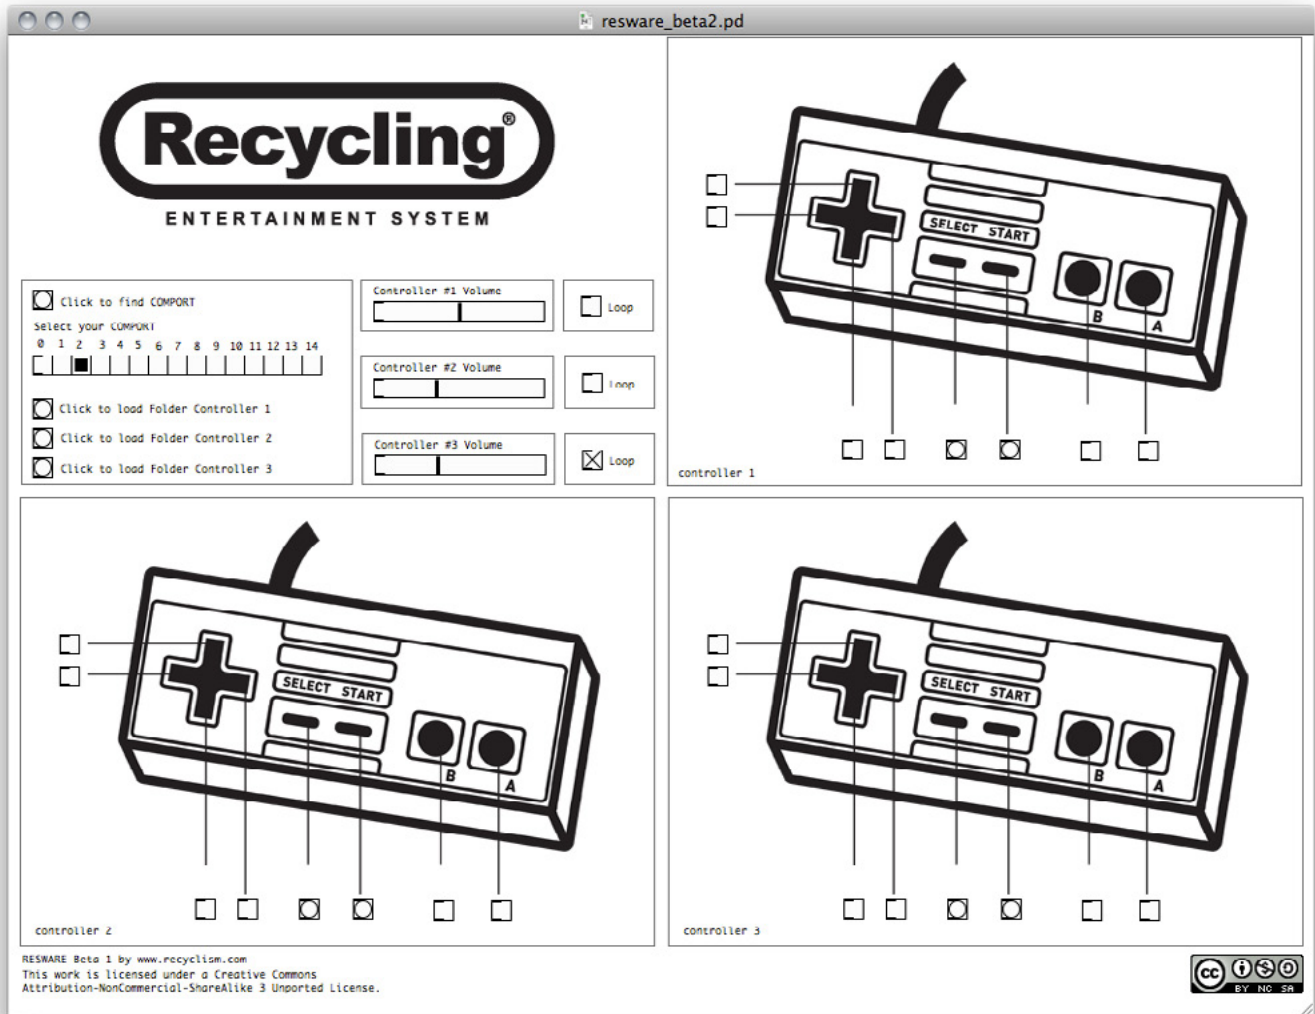 resware_beta2.pd
Recycling®
ENTERTAINMENT SYSTEM
Click to find COMPORT
Select your COMPORT
0 1 2 3 4 5 6 7 8 9 10 11 12 13 14
Click to load Folder Controller 1
Click to load Folder Controller 2
Click to load Folder Controller 3
Controller #1 Volume
Loop
Controller #2 Volume
Loop
Controller #3 Volume
Loop
SELECT START
B
A
controller 1
SELECT START
B
A
controller 2
SELECT START
B
A
controller 3
RESWARE Beta 1 by www.recyclism.com
This work is licensed under a Creative Commons
Attribution-NonCommercial-ShareAlike 3 Unported License.
cc
BY NC SA